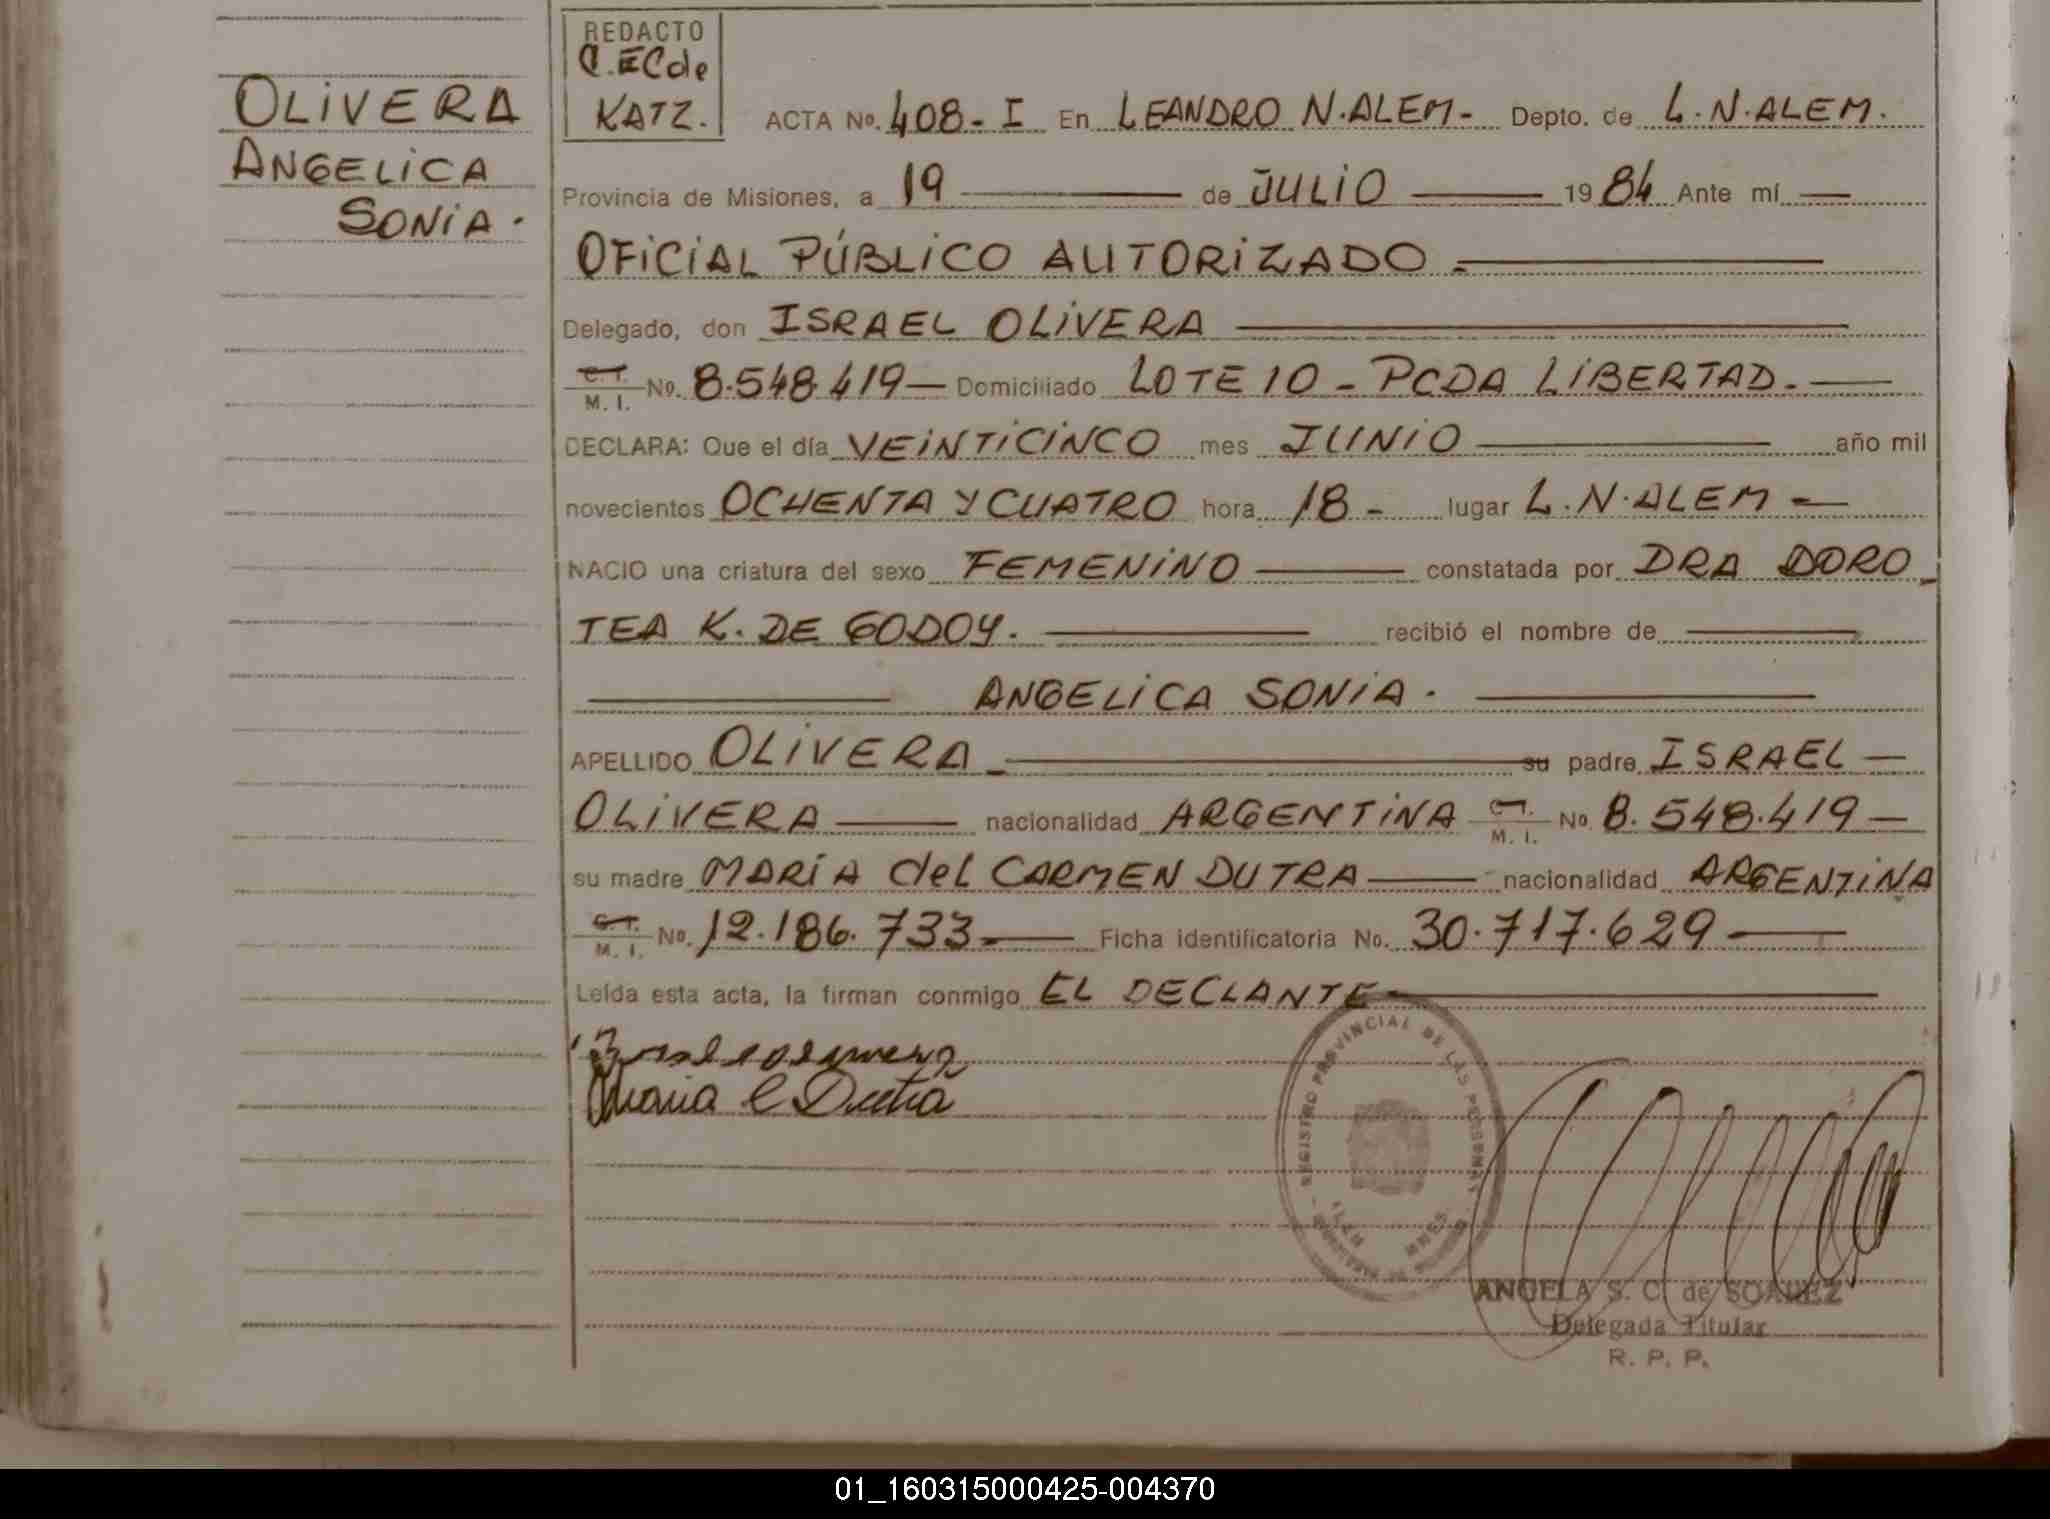 OLIVERA
ANGELICA
SONIA.
REDACTO
C.ECde
KATZ.
ACTA No. 408-I En LEANDRO N.ALEM- Depto. de L.N.ALEM.
Provincia de Misiones, a 19 de JULIO 1984 Ante mí
OFICIAL PÚBLICO AUTORIZADO.
Delegado, don ISRAEL OLIVERA
C.I.
M. I. No. 8.548.419 Domiciliado LOTE 10 - PCDA LIBERTAD.
DECLARA: Que el día VEINTICINCO mes JUNIO año mil
novecientos OCHENTA Y CUATRO hora 18- lugar L.N.ALEM
NACIO una criatura del sexo FEMENINO constatada por DRA DORO_
TEA K. DE GODOY. recibió el nombre de
ANGELICA SONIA.
APELLIDO OLIVERA su padre ISRAEL
OLIVERA nacionalidad ARGENTINA C.I. M. I. No. 8.548.419
su madre MARIA del CARMEN DUTRA nacionalidad ARGENTINA
C.I.
M. I. No. 12.186.733 Ficha identificatoria No. 30.717.629
Leída esta acta, la firman conmigo EL DECLANTE
Maria C Dutra
REGISTRO PROVINCIAL DE LAS PERSONAS
ANGELA S. C. de SOAREZ
Delegada Titular
R. P. P.
01_160315000425-004370